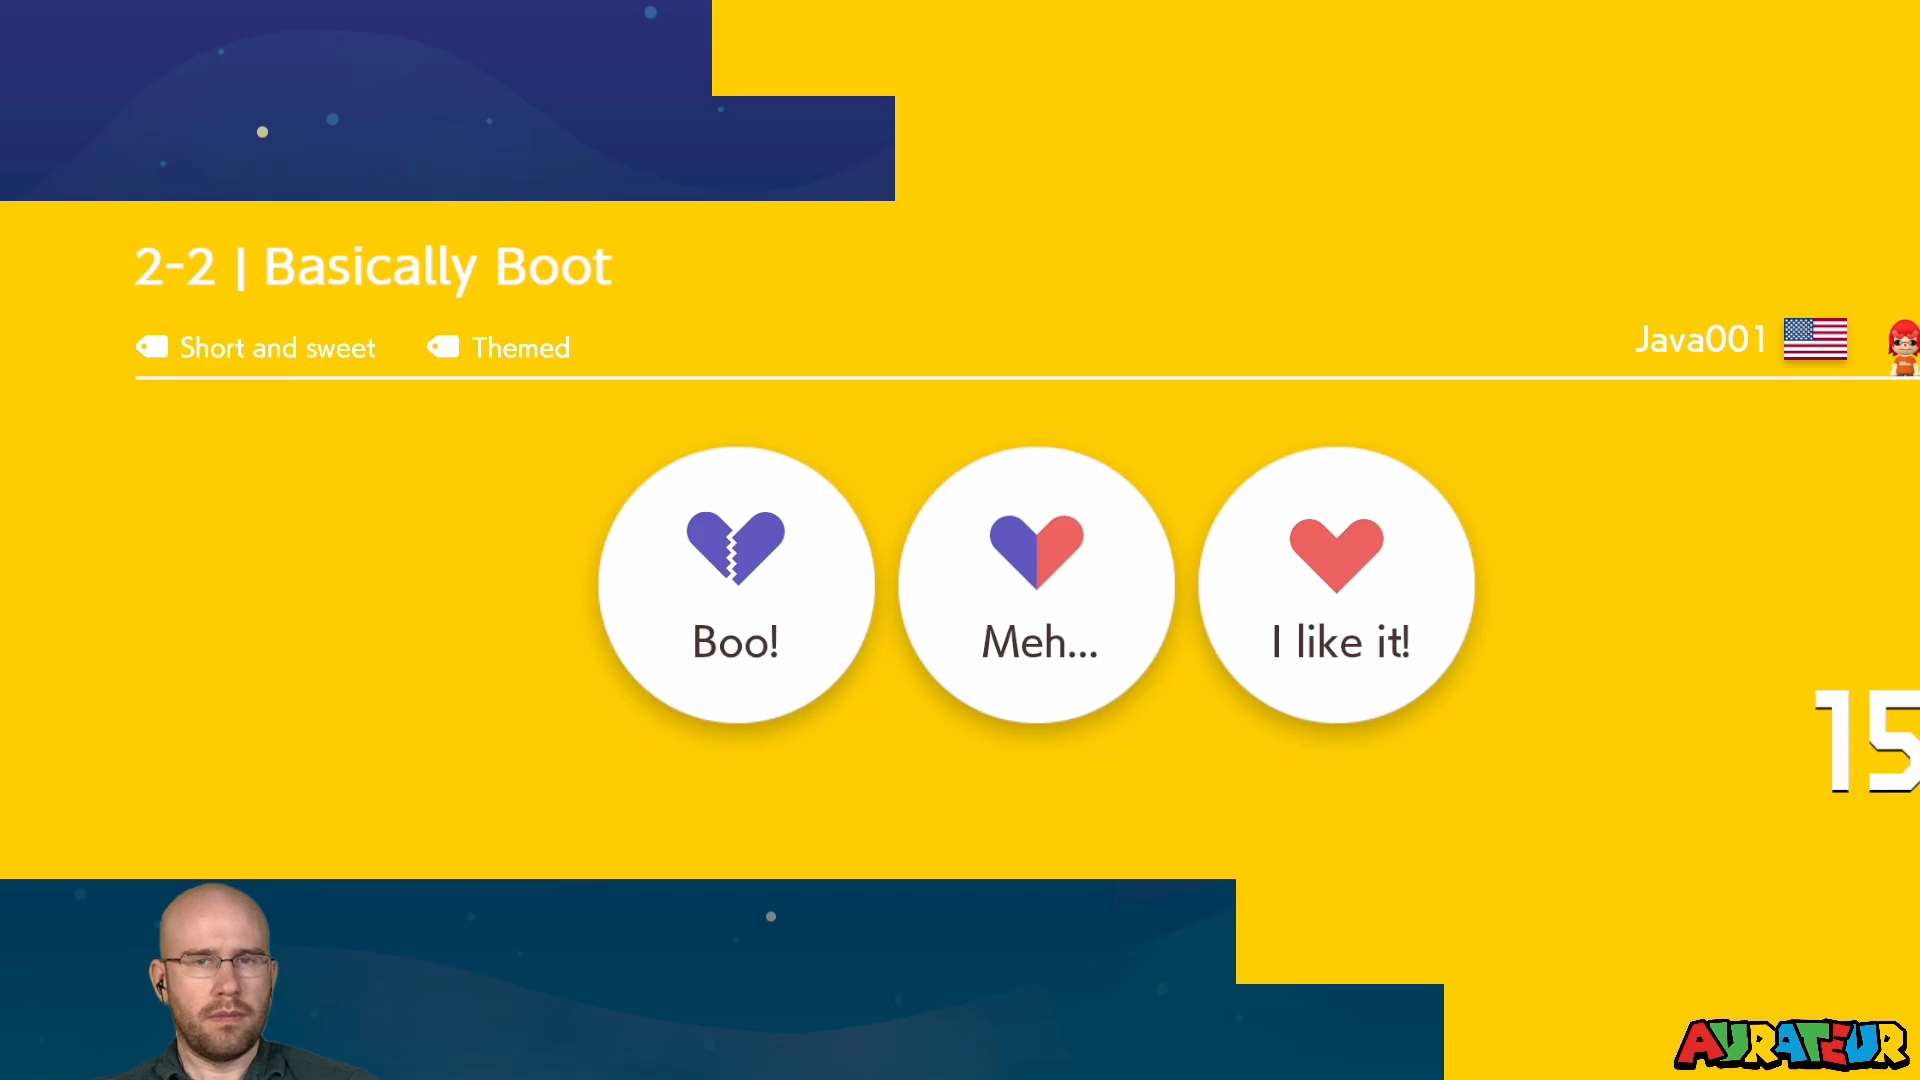 2-2 | Basically Boot
Short and sweet
Themed
Java001
Boo!
Meh...
I like it!
15
AURATEUR